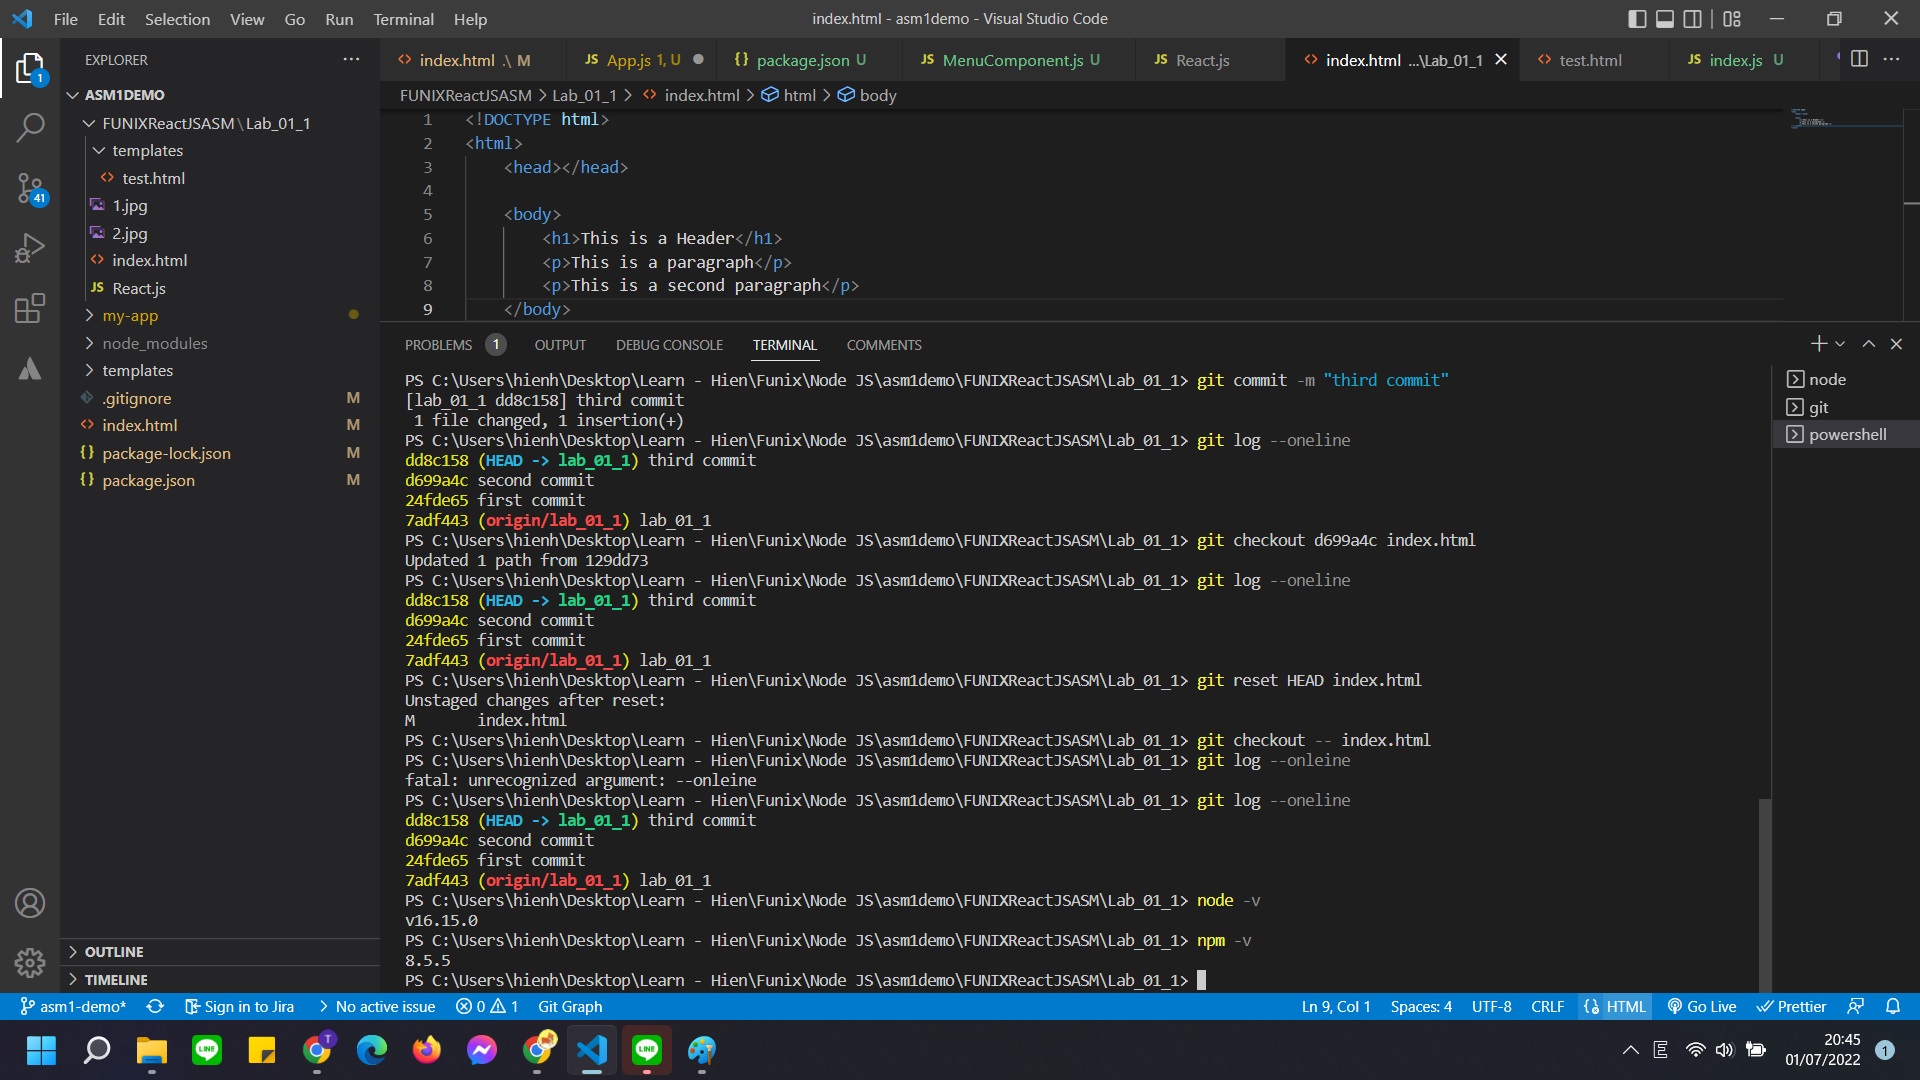 File Edit Selection View Go Run Terminal Help
index.html - asm1demo - Visual Studio Code
EXPLORER
index.html .\ M
JS App.js 1, U
{} package.json U
JS MenuComponent.js U
JS React.js
index.html ...\Lab_01_1
test.html
JS index.js U
1
41
ASM1DEMO
FUNIXReactJSASM\Lab_01_1
templates
test.html
1.jpg
2.jpg
index.html
JS React.js
my-app
node_modules
templates
.gitignore M
index.html M
{} package-lock.json M
{} package.json M
OUTLINE
TIMELINE
FUNIXReactJSASM > Lab_01_1 > index.html > html > body
1 <!DOCTYPE html>
2 <html>
3 <head></head>
4
5 <body>
6 <h1>This is a Header</h1>
7 <p>This is a paragraph</p>
8 <p>This is a second paragraph</p>
9 </body>
PROBLEMS 1 OUTPUT DEBUG CONSOLE TERMINAL COMMENTS
PS C:\Users\hienh\Desktop\Learn - Hien\Funix\Node JS\asm1demo\FUNIXReactJSASM\Lab_01_1> git commit -m "third commit"
[lab_01_1 dd8c158] third commit
1 file changed, 1 insertion(+)
PS C:\Users\hienh\Desktop\Learn - Hien\Funix\Node JS\asm1demo\FUNIXReactJSASM\Lab_01_1> git log --oneline
dd8c158 (HEAD -> lab_01_1) third commit
d699a4c second commit
24fde65 first commit
7adf443 (origin/lab_01_1) lab_01_1
PS C:\Users\hienh\Desktop\Learn - Hien\Funix\Node JS\asm1demo\FUNIXReactJSASM\Lab_01_1> git checkout d699a4c index.html
Updated 1 path from 129dd73
PS C:\Users\hienh\Desktop\Learn - Hien\Funix\Node JS\asm1demo\FUNIXReactJSASM\Lab_01_1> git log --oneline
dd8c158 (HEAD -> lab_01_1) third commit
d699a4c second commit
24fde65 first commit
7adf443 (origin/lab_01_1) lab_01_1
PS C:\Users\hienh\Desktop\Learn - Hien\Funix\Node JS\asm1demo\FUNIXReactJSASM\Lab_01_1> git reset HEAD index.html
Unstaged changes after reset:
M index.html
PS C:\Users\hienh\Desktop\Learn - Hien\Funix\Node JS\asm1demo\FUNIXReactJSASM\Lab_01_1> git checkout -- index.html
PS C:\Users\hienh\Desktop\Learn - Hien\Funix\Node JS\asm1demo\FUNIXReactJSASM\Lab_01_1> git log --onleine
fatal: unrecognized argument: --onleine
PS C:\Users\hienh\Desktop\Learn - Hien\Funix\Node JS\asm1demo\FUNIXReactJSASM\Lab_01_1> git log --oneline
dd8c158 (HEAD -> lab_01_1) third commit
d699a4c second commit
24fde65 first commit
7adf443 (origin/lab_01_1) lab_01_1
PS C:\Users\hienh\Desktop\Learn - Hien\Funix\Node JS\asm1demo\FUNIXReactJSASM\Lab_01_1> node -v
v16.15.0
PS C:\Users\hienh\Desktop\Learn - Hien\Funix\Node JS\asm1demo\FUNIXReactJSASM\Lab_01_1> npm -v
8.5.5
PS C:\Users\hienh\Desktop\Learn - Hien\Funix\Node JS\asm1demo\FUNIXReactJSASM\Lab_01_1>
node
git
powershell
asm1-demo* Sign in to Jira > No active issue 0 1 Git Graph
Ln 9, Col 1 Spaces: 4 UTF-8 CRLF HTML Go Live Prettier
LINE
T
LINE
E
20:45
01/07/2022
1